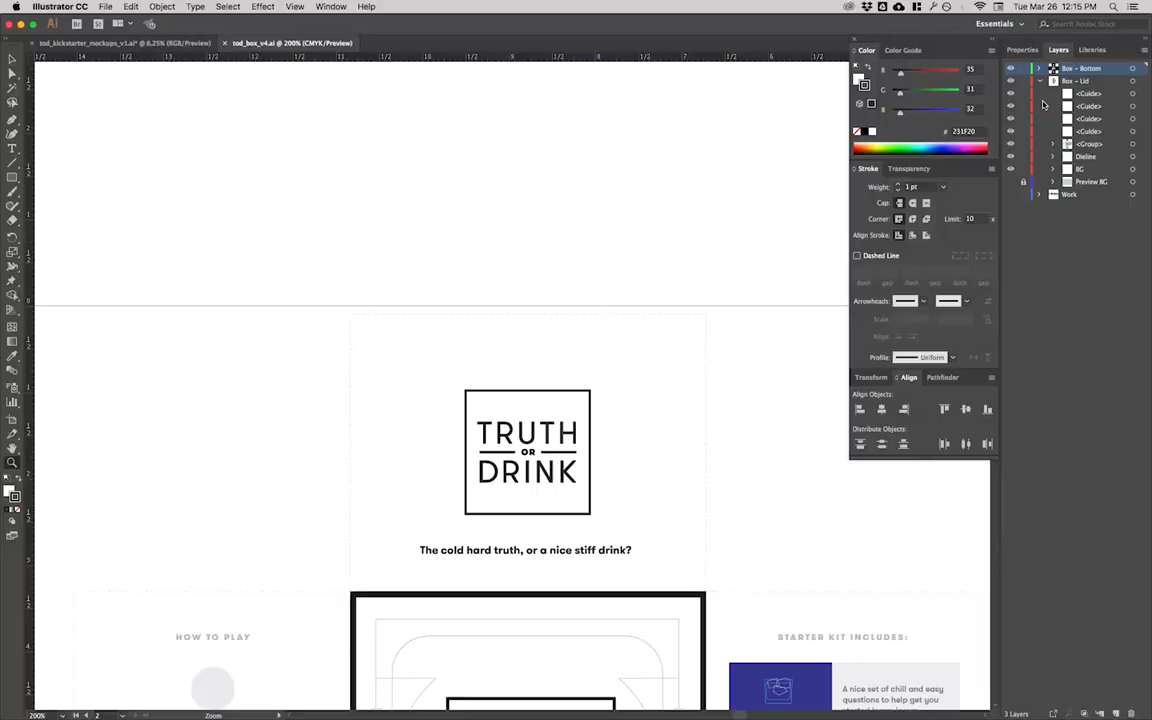 Illustrator CC File Edit Object Type Select Effect View Window Help
Tue Mar 26 12:15 PM
Ai Br St
Essentials
Search Adobe Stock
tod_kickstarter_mockups_v1.ai* @ 6.25% (RGB/Preview)
tod_box_v4.ai @ 200% (CMYK/Preview)
Color Color Guide
Properties Layers Libraries
R 35
G 31
B 32
# 231F20
Box - Bottom
Box - Lid
<Guide>
<Guide>
<Guide>
<Guide>
<Group>
Dieline
BG
Preview BG
Work
Stroke Transparency
Weight: 1 pt
Cap:
Corner: Limit: 10 x
Align Stroke:
Dashed Line
dash gap dash gap dash gap
Arrowheads:
Scale:
Align:
Profile: Uniform
Transform Align Pathfinder
Align Objects:
Distribute Objects:
TRUTH
OR
DRINK
The cold hard truth, or a nice stiff drink?
HOW TO PLAY
STARTER KIT INCLUDES:
A nice set of chill and easy
questions to help you get
200% 2 Zoom
3 Layers